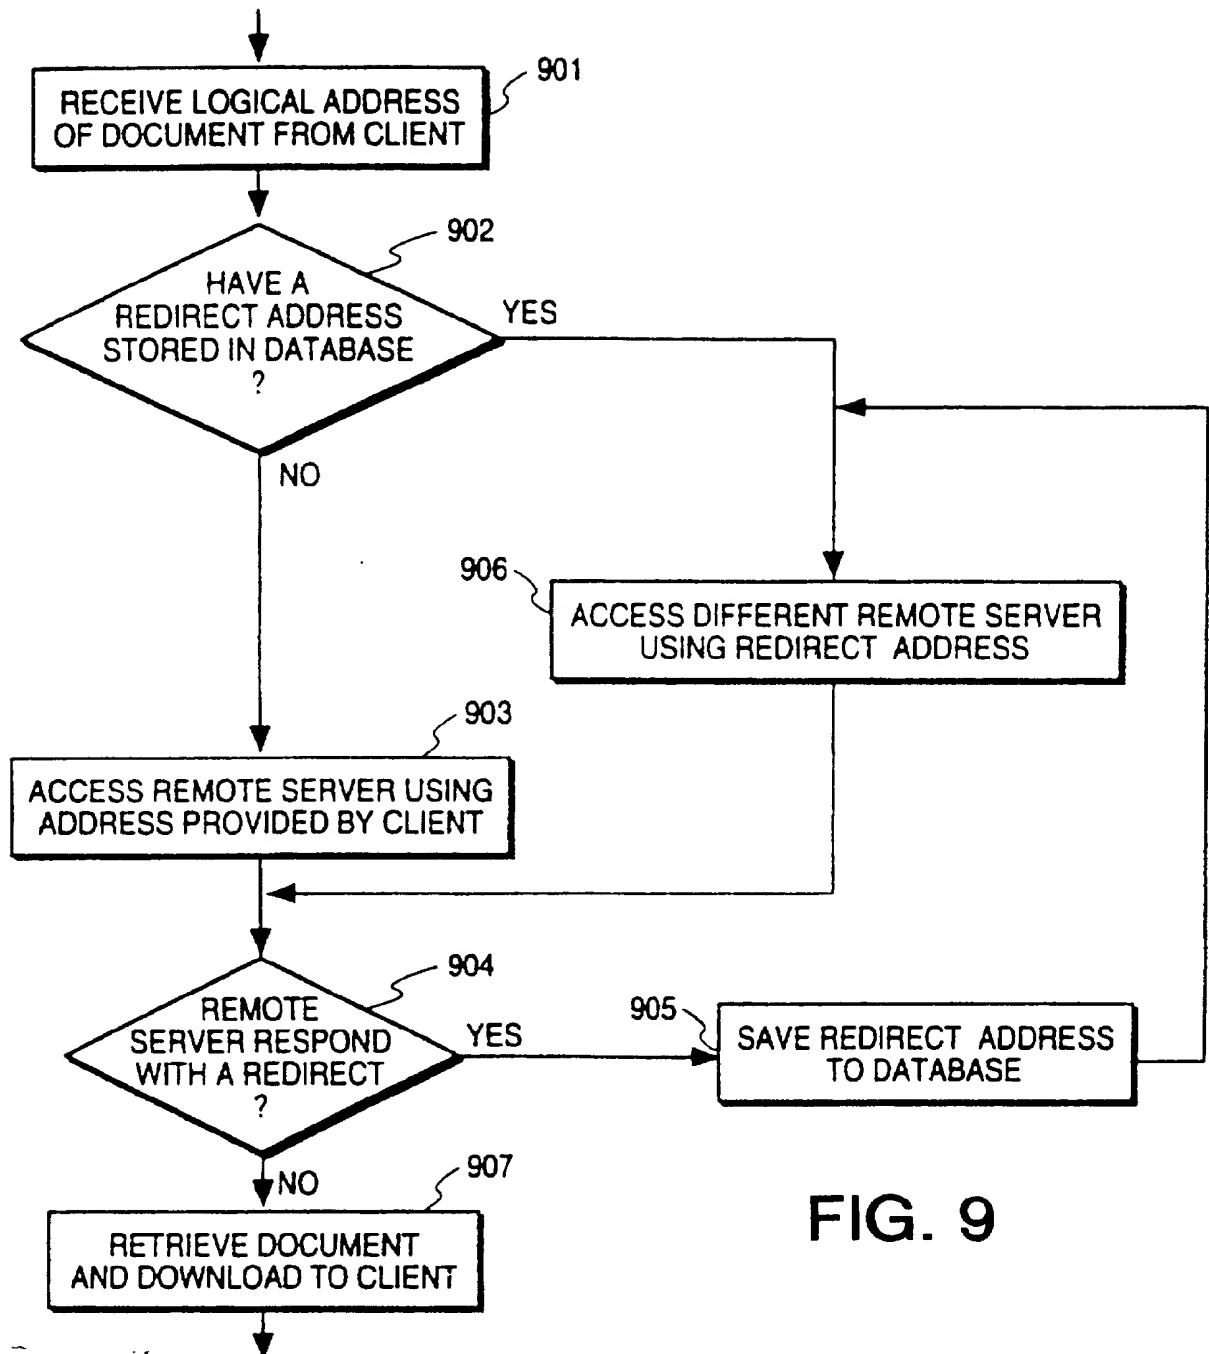 901
RECEIVE LOGICAL ADDRESS
OF DOCUMENT FROM CLIENT
902
HAVE A
REDIRECT ADDRESS
STORED IN DATABASE
?
YES
NO
906
ACCESS DIFFERENT REMOTE SERVER
USING REDIRECT ADDRESS
903
ACCESS REMOTE SERVER USING
ADDRESS PROVIDED BY CLIENT
904
REMOTE
SERVER RESPOND
WITH A REDIRECT
?
YES
905
SAVE REDIRECT ADDRESS
TO DATABASE
NO
907
RETRIEVE DOCUMENT
AND DOWNLOAD TO CLIENT
FIG. 9